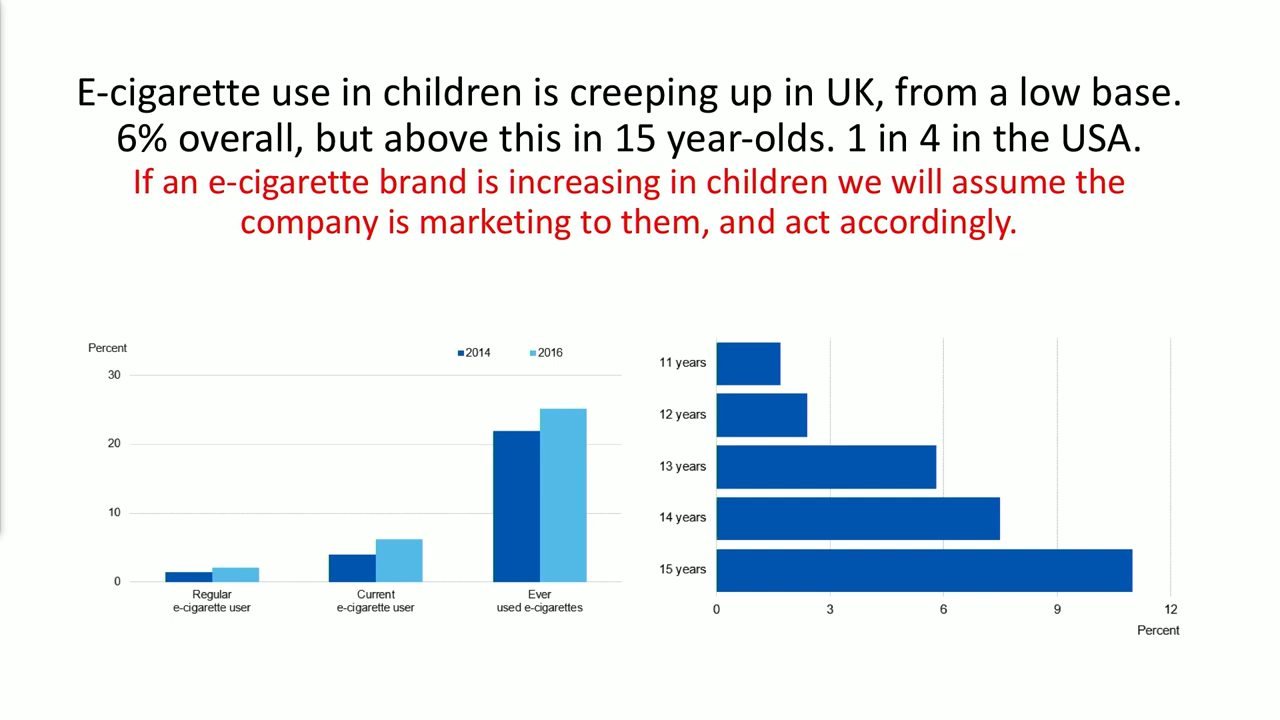 E-cigarette use in children is creeping up in UK, from a low base.
6% overall, but above this in 15 year-olds. 1 in 4 in the USA.
If an e-cigarette brand is increasing in children we will assume the
company is marketing to them, and act accordingly.
Percent
2014
2016
30
20
10
0
Regular
e-cigarette user
Current
e-cigarette user
Ever
used e-cigarettes
11 years
12 years
13 years
14 years
15 years
0
3
6
9
12
Percent